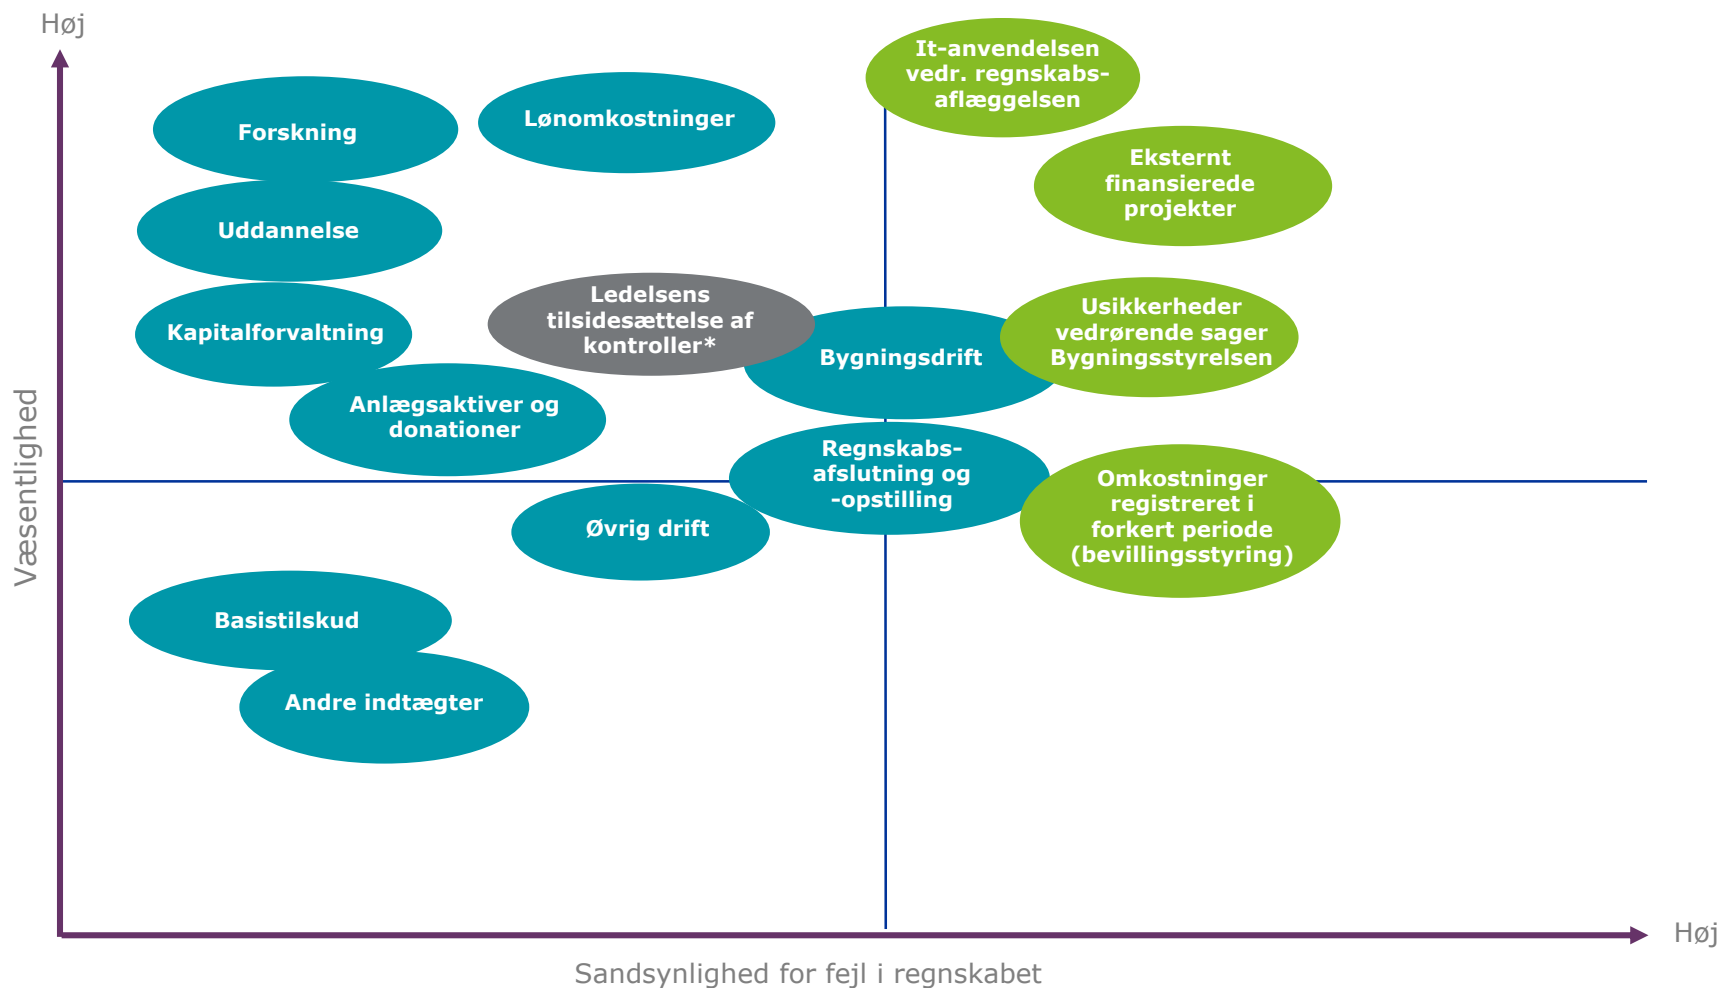 Høj
It-anvendelsen
vedr. regnskabs-
aflæggelsen
Forskning
Lønomkostninger
Eksternt
finansierede
projekter
Uddannelse
Ledelsens
tilsidesættelse af
kontroller*
Kapitalforvaltning
Bygningsdrift
Usikkerheder
vedrørende sager
Bygningsstyrelsen
Anlægsaktiver og
donationer
Regnskabs-
afslutning og
-opstilling
Omkostninger
registreret i
forkert periode
(bevillingsstyring)
Øvrig drift
Basistilskud
Andre indtægter
Væsentlighed
Høj
Sandsynlighed for fejl i regnskabet